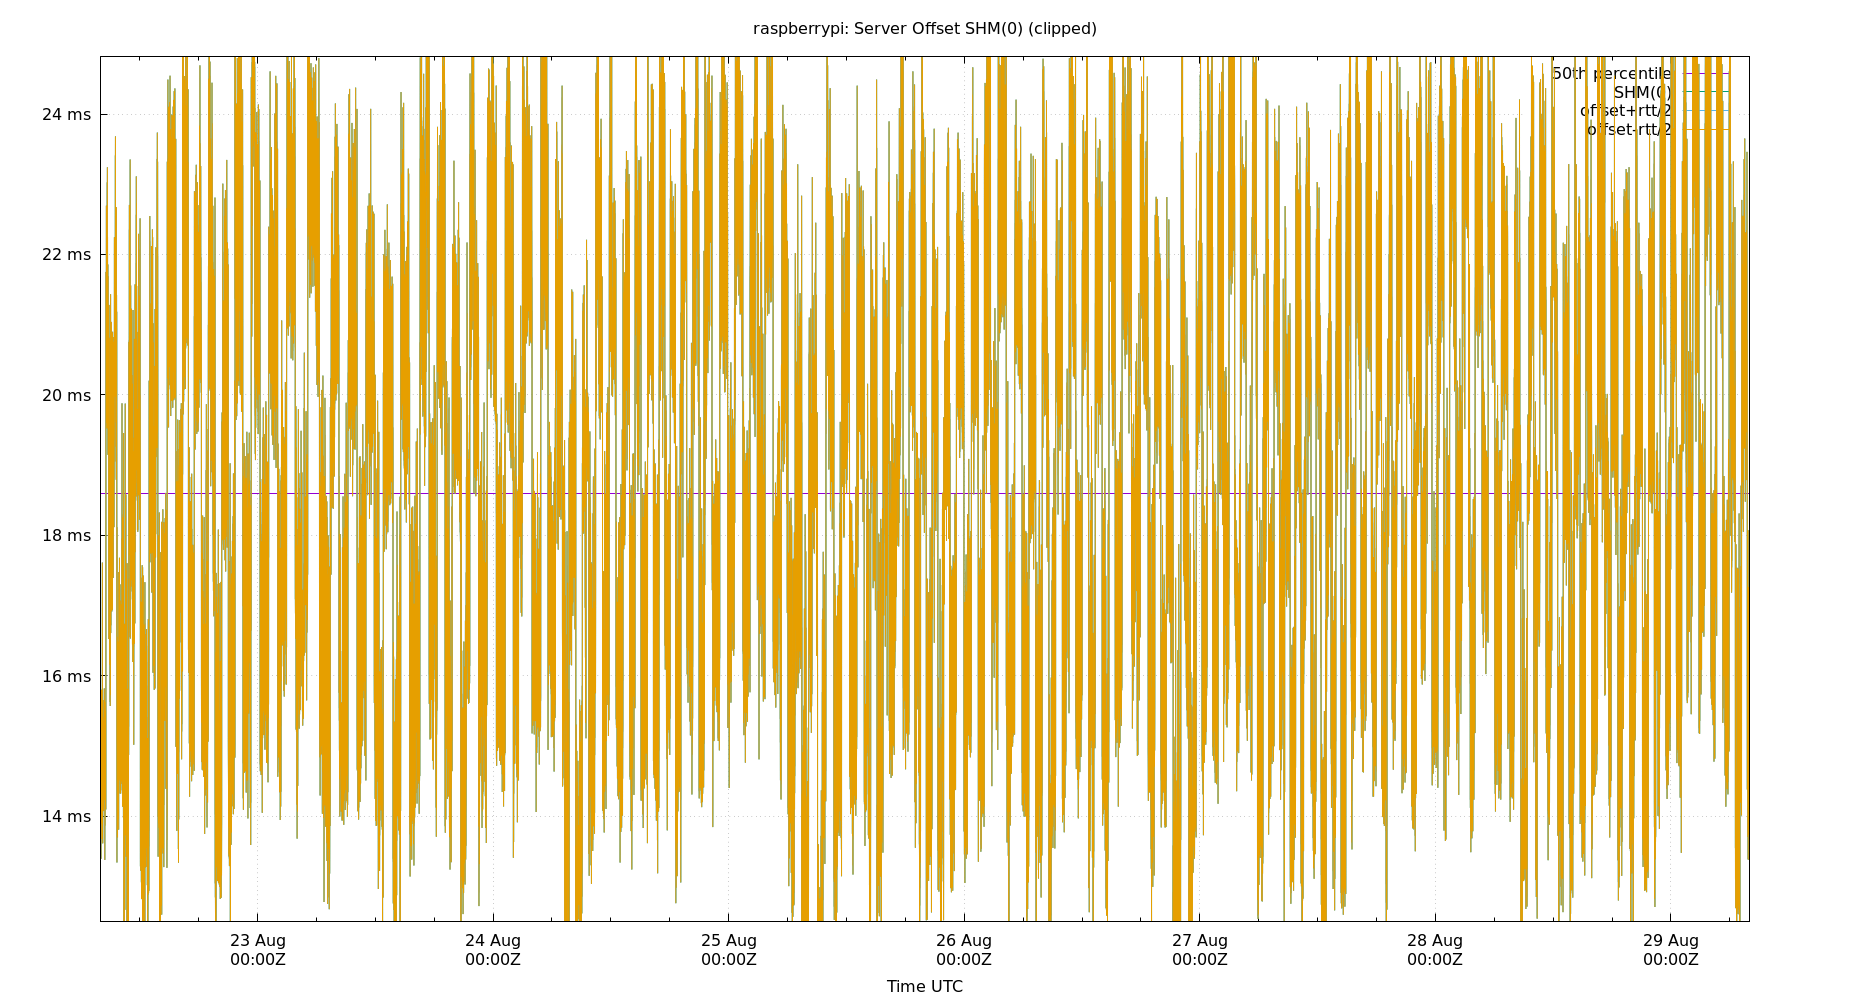 raspberrypi: Server Offset SHM(0) (clipped)
50th percentile
SHM(0)
offset+rtt/2
offset-rtt/2
24 ms
22 ms
20 ms
18 ms
16 ms
14 ms
23 Aug 24 Aug 25 Aug 26 Aug 27 Aug 28 Aug 29 Aug
00:00Z 00:00Z 00:00Z 00:00Z 00:00Z 00:00Z 00:00Z
Time UTC